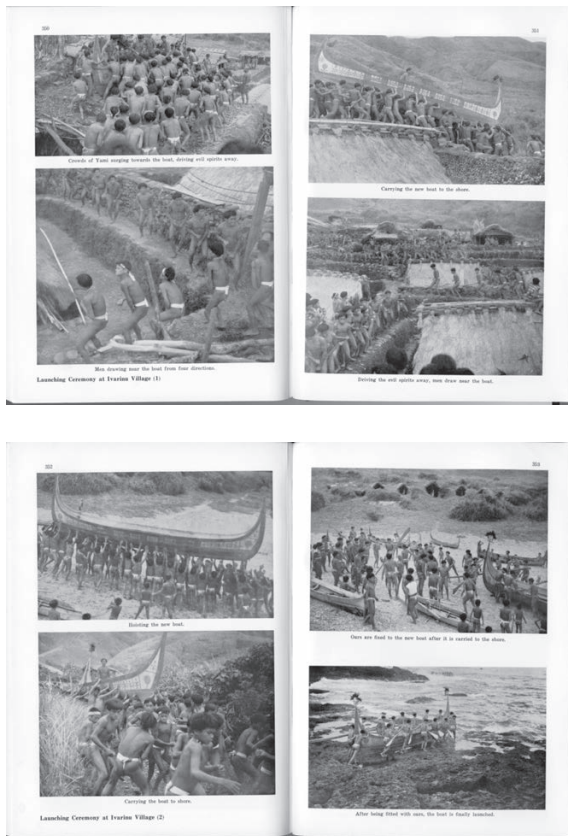 350
Crowds of Yami surging towards the boat, driving evil spirits away.
Men drawing near the boat from four directions.
Launching Ceremony at Ivarinu Village (1)
351
Carrying the new boat to the shore.
Driving the evil spirits away, men draw near the boat.
352
Hoisting the new boat.
Carrying the boat to shore.
Launching Ceremony at Ivarinu Village (2)
353
Oars are fixed to the new boat after it is carried to the shore.
After being fitted with oars, the boat is finally launched.